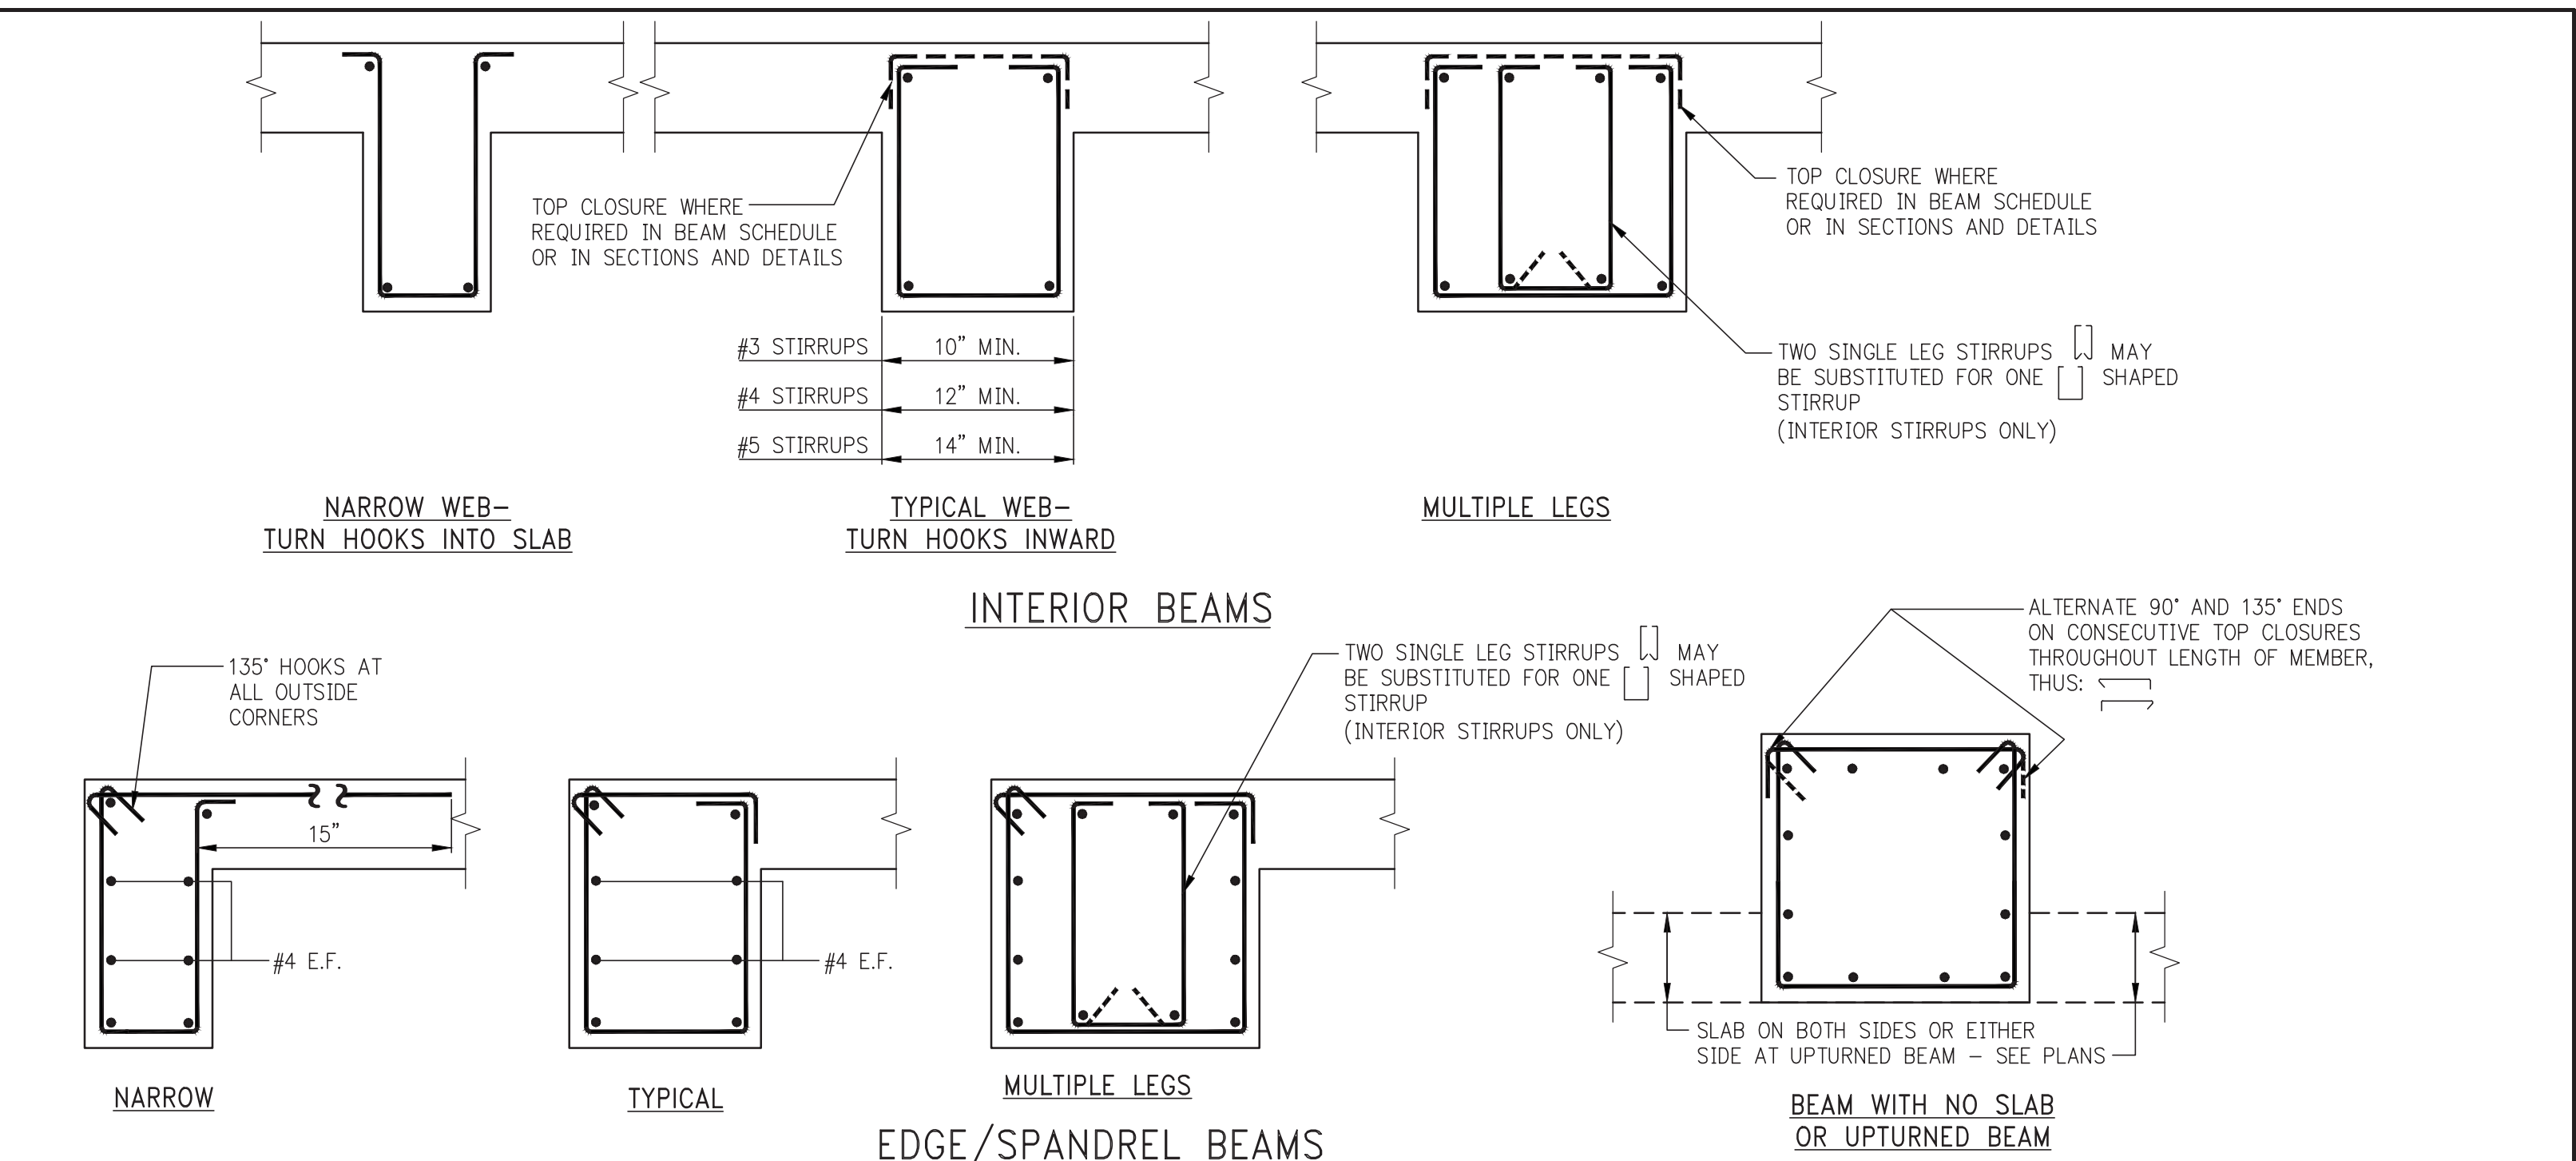 TOP CLOSURE WHERE
REQUIRED IN BEAM SCHEDULE
OR IN SECTIONS AND DETAILS
#3 STIRRUPS 10" MIN.
#4 STIRRUPS 12" MIN.
#5 STIRRUPS 14" MIN.
TOP CLOSURE WHERE
REQUIRED IN BEAM SCHEDULE
OR IN SECTIONS AND DETAILS
TWO SINGLE LEG STIRRUPS MAY
BE SUBSTITUTED FOR ONE SHAPED
STIRRUP
(INTERIOR STIRRUPS ONLY)
NARROW WEB-
TURN HOOKS INTO SLAB
TYPICAL WEB-
TURN HOOKS INWARD
MULTIPLE LEGS
INTERIOR BEAMS
135° HOOKS AT
ALL OUTSIDE
CORNERS
15"
#4 E.F.
NARROW
#4 E.F.
TYPICAL
TWO SINGLE LEG STIRRUPS MAY
BE SUBSTITUTED FOR ONE SHAPED
STIRRUP
(INTERIOR STIRRUPS ONLY)
MULTIPLE LEGS
ALTERNATE 90° AND 135° ENDS
ON CONSECUTIVE TOP CLOSURES
THROUGHOUT LENGTH OF MEMBER,
THUS:
SLAB ON BOTH SIDES OR EITHER
SIDE AT UPTURNED BEAM - SEE PLANS
BEAM WITH NO SLAB
OR UPTURNED BEAM
EDGE/SPANDREL BEAMS